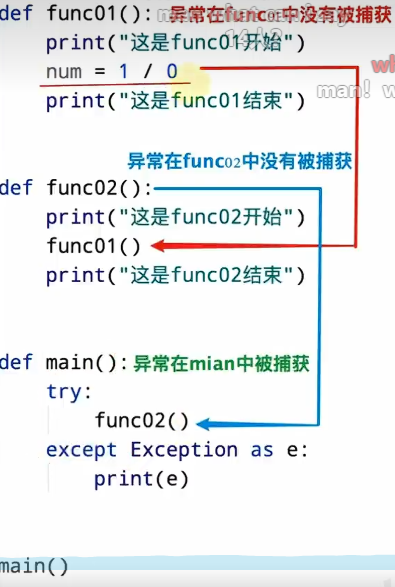 def func01(): 异常在func01中没有被捕获
print("这是func01开始")
num = 1 / 0
print("这是func01结束")
man!
异常在func02中没有被捕获
def func02():
print("这是func02开始")
func01()
print("这是func02结束")
def main(): 异常在mian中被捕获
try:
func02()
except Exception as e:
print(e)
main()